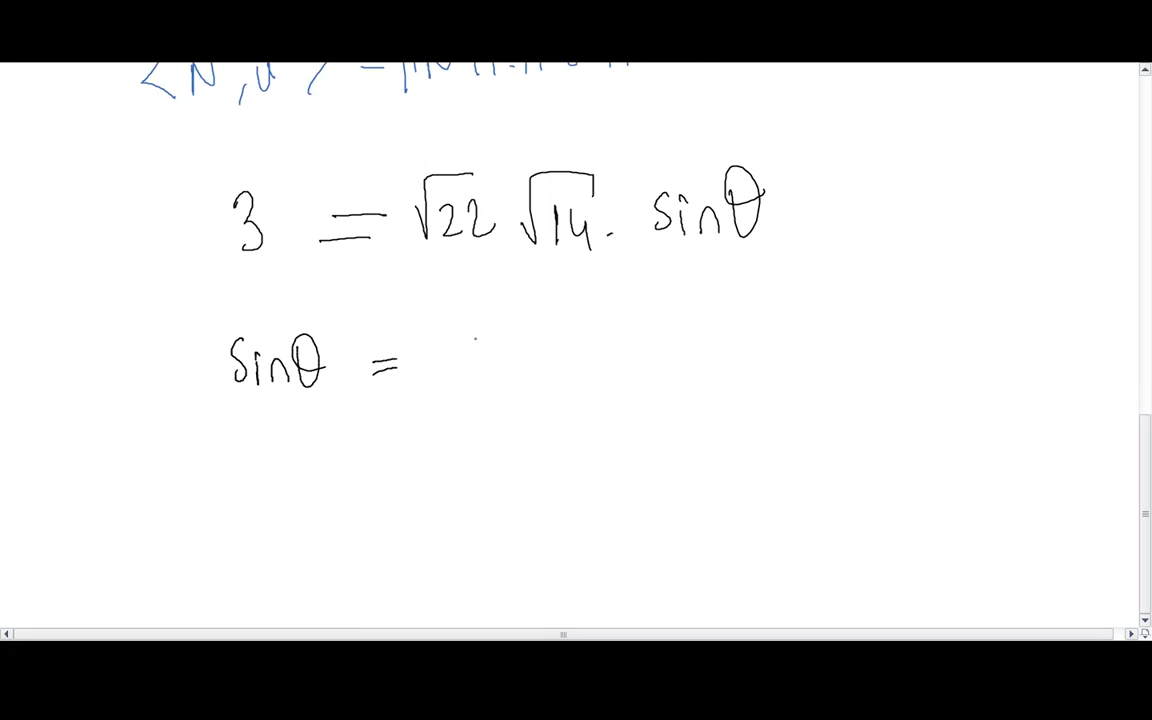 3 = √22 √14 . sinθ
sinθ =